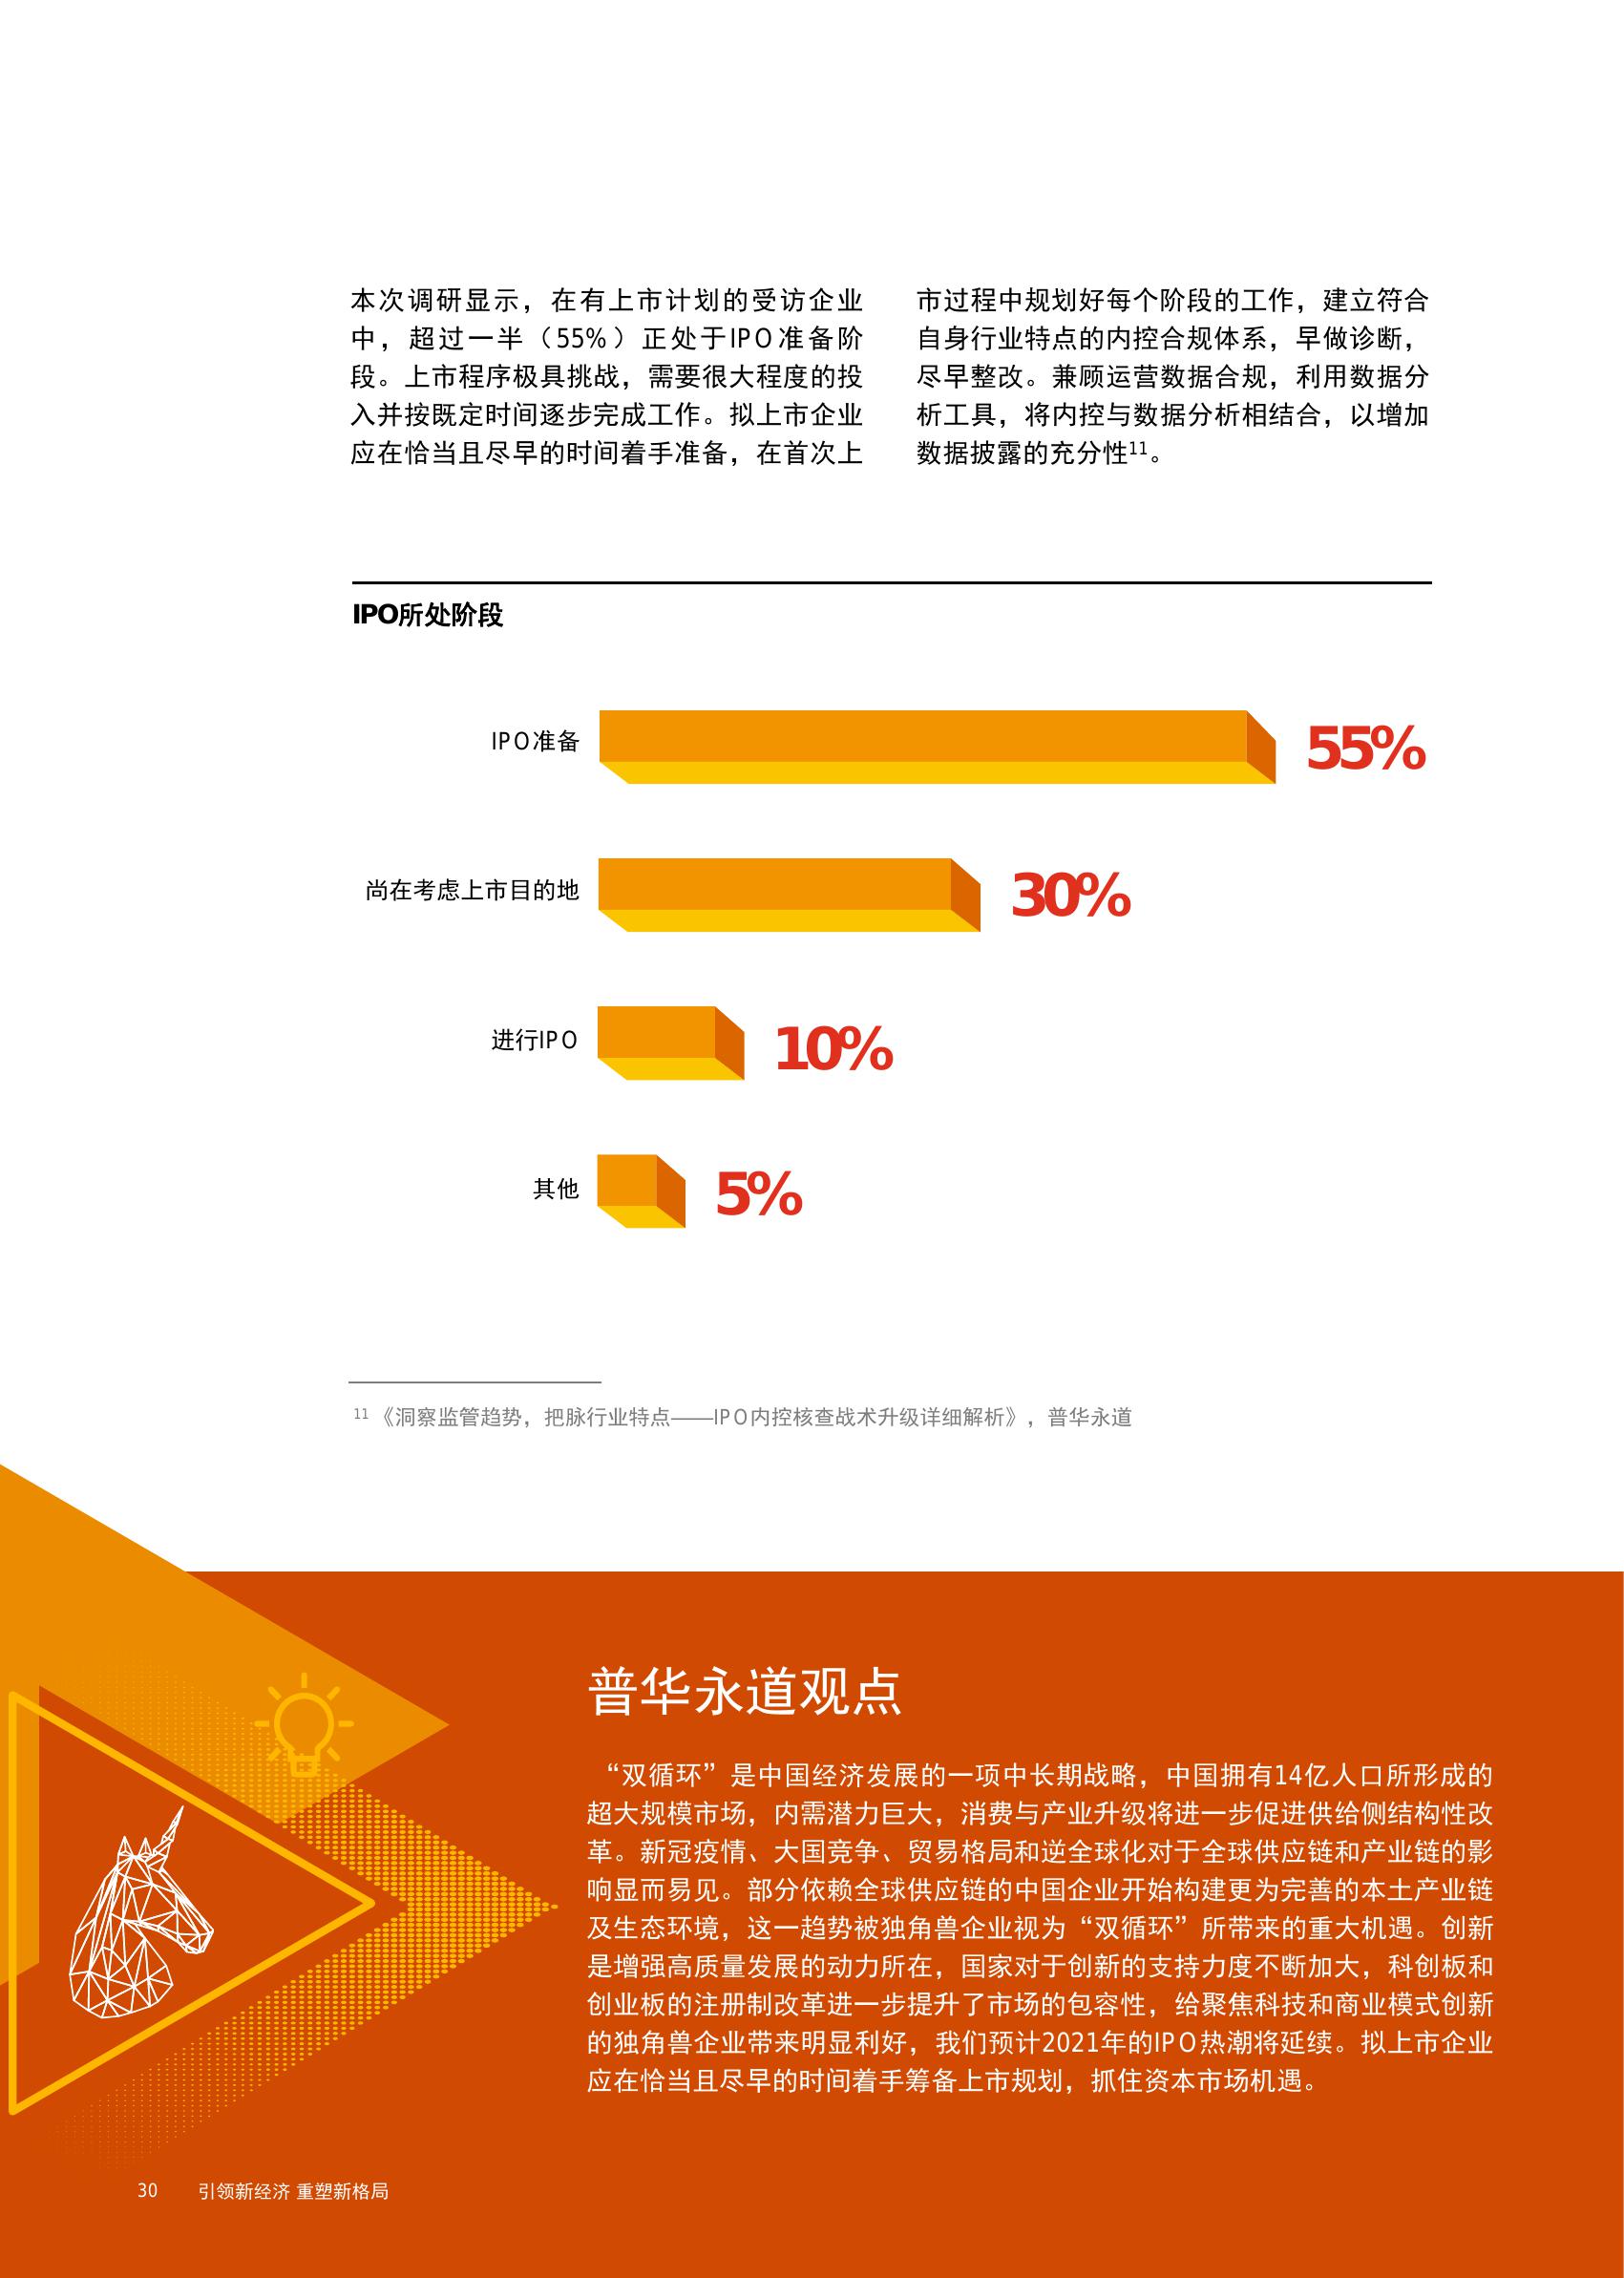 本次调研显示，在有上市计划的受访企业
中，超过一半（55%）正处于IPO准备阶
段。上市程序极具挑战，需要很大程度的投
入并按既定时间逐步完成工作。拟上市企业
应在恰当且尽早的时间着手准备，在首次上
市过程中规划好每个阶段的工作，建立符合
自身行业特点的内控合规体系，早做诊断，
尽早整改。兼顾运营数据合规，利用数据分
析工具，将内控与数据分析相结合，以增加
数据披露的充分性11。
IPO所处阶段
IPO准备 55%
尚在考虑上市目的地 30%
进行IPO 10%
其他 5%
11 《洞察监管趋势，把脉行业特点——IPO内控核查战术升级详细解析》，普华永道
普华永道观点
“双循环”是中国经济发展的一项中长期战略，中国拥有14亿人口所形成的
超大规模市场，内需潜力巨大，消费与产业升级将进一步促进供给侧结构性改
革。新冠疫情、大国竞争、贸易格局和逆全球化对于全球供应链和产业链的影
响显而易见。部分依赖全球供应链的中国企业开始构建更为完善的本土产业链
及生态环境，这一趋势被独角兽企业视为“双循环”所带来的重大机遇。创新
是增强高质量发展的动力所在，国家对于创新的支持力度不断加大，科创板和
创业板的注册制改革进一步提升了市场的包容性，给聚焦科技和商业模式创新
的独角兽企业带来明显利好，我们预计2021年的IPO热潮将延续。拟上市企业
应在恰当且尽早的时间着手筹备上市规划，抓住资本市场机遇。
30 引领新经济 重塑新格局